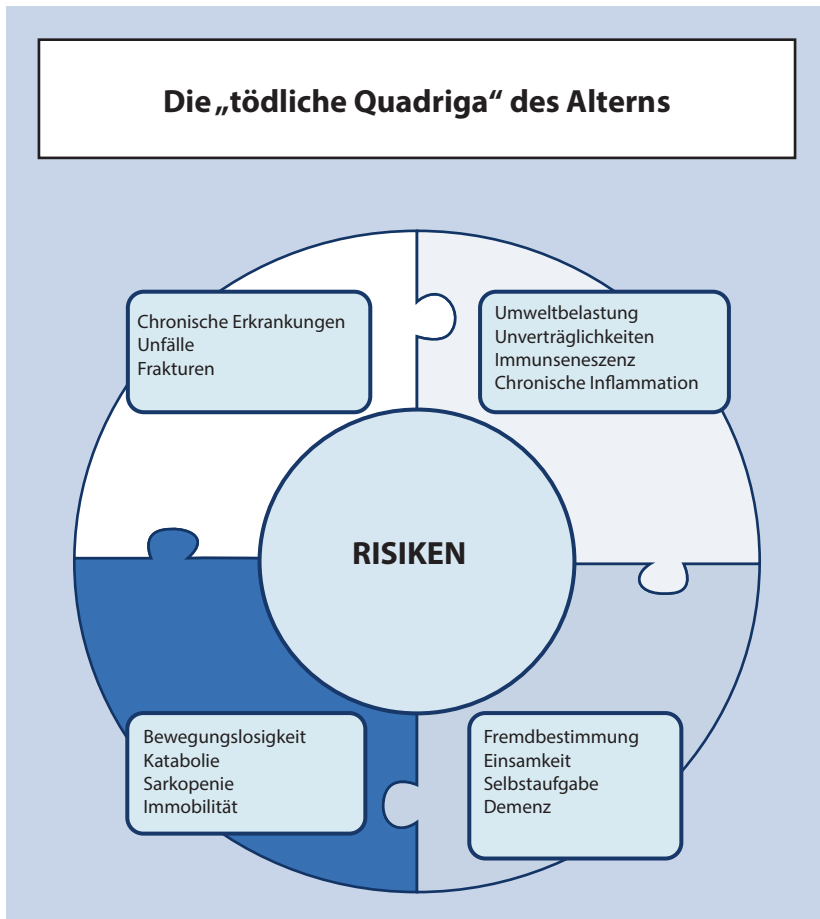 Die „tödliche Quadriga“ des Alterns
Chronische Erkrankungen
Unfälle
Frakturen
Umweltbelastung
Unverträglichkeiten
Immunseneszenz
Chronische Inflammation
RISIKEN
Bewegungslosigkeit
Katabolie
Sarkopenie
Immobilität
Fremdbestimmung
Einsamkeit
Selbstaufgabe
Demenz